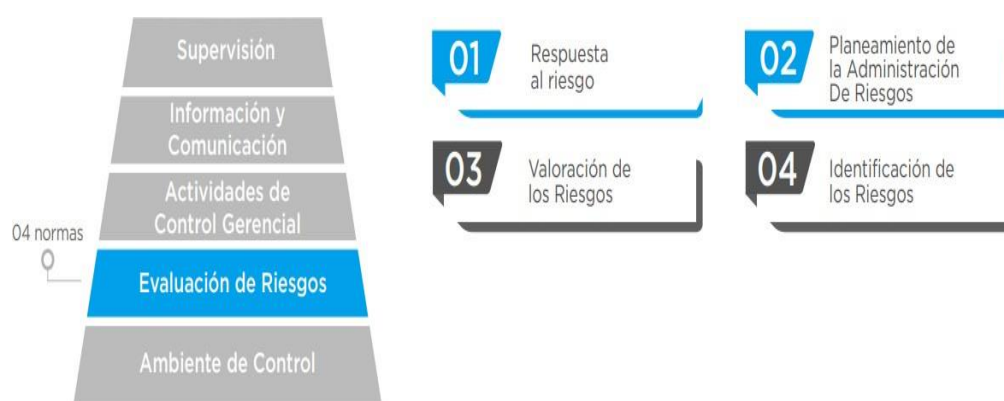 Supervisión
Información y
Comunicación
Actividades de
Control Gerencial
04 normas
Evaluación de Riesgos
Ambiente de Control
01
Respuesta
al riesgo
02
Planeamiento de
la Administración
De Riesgos
03
Valoración de
los Riesgos
04
Identificación de
los Riesgos